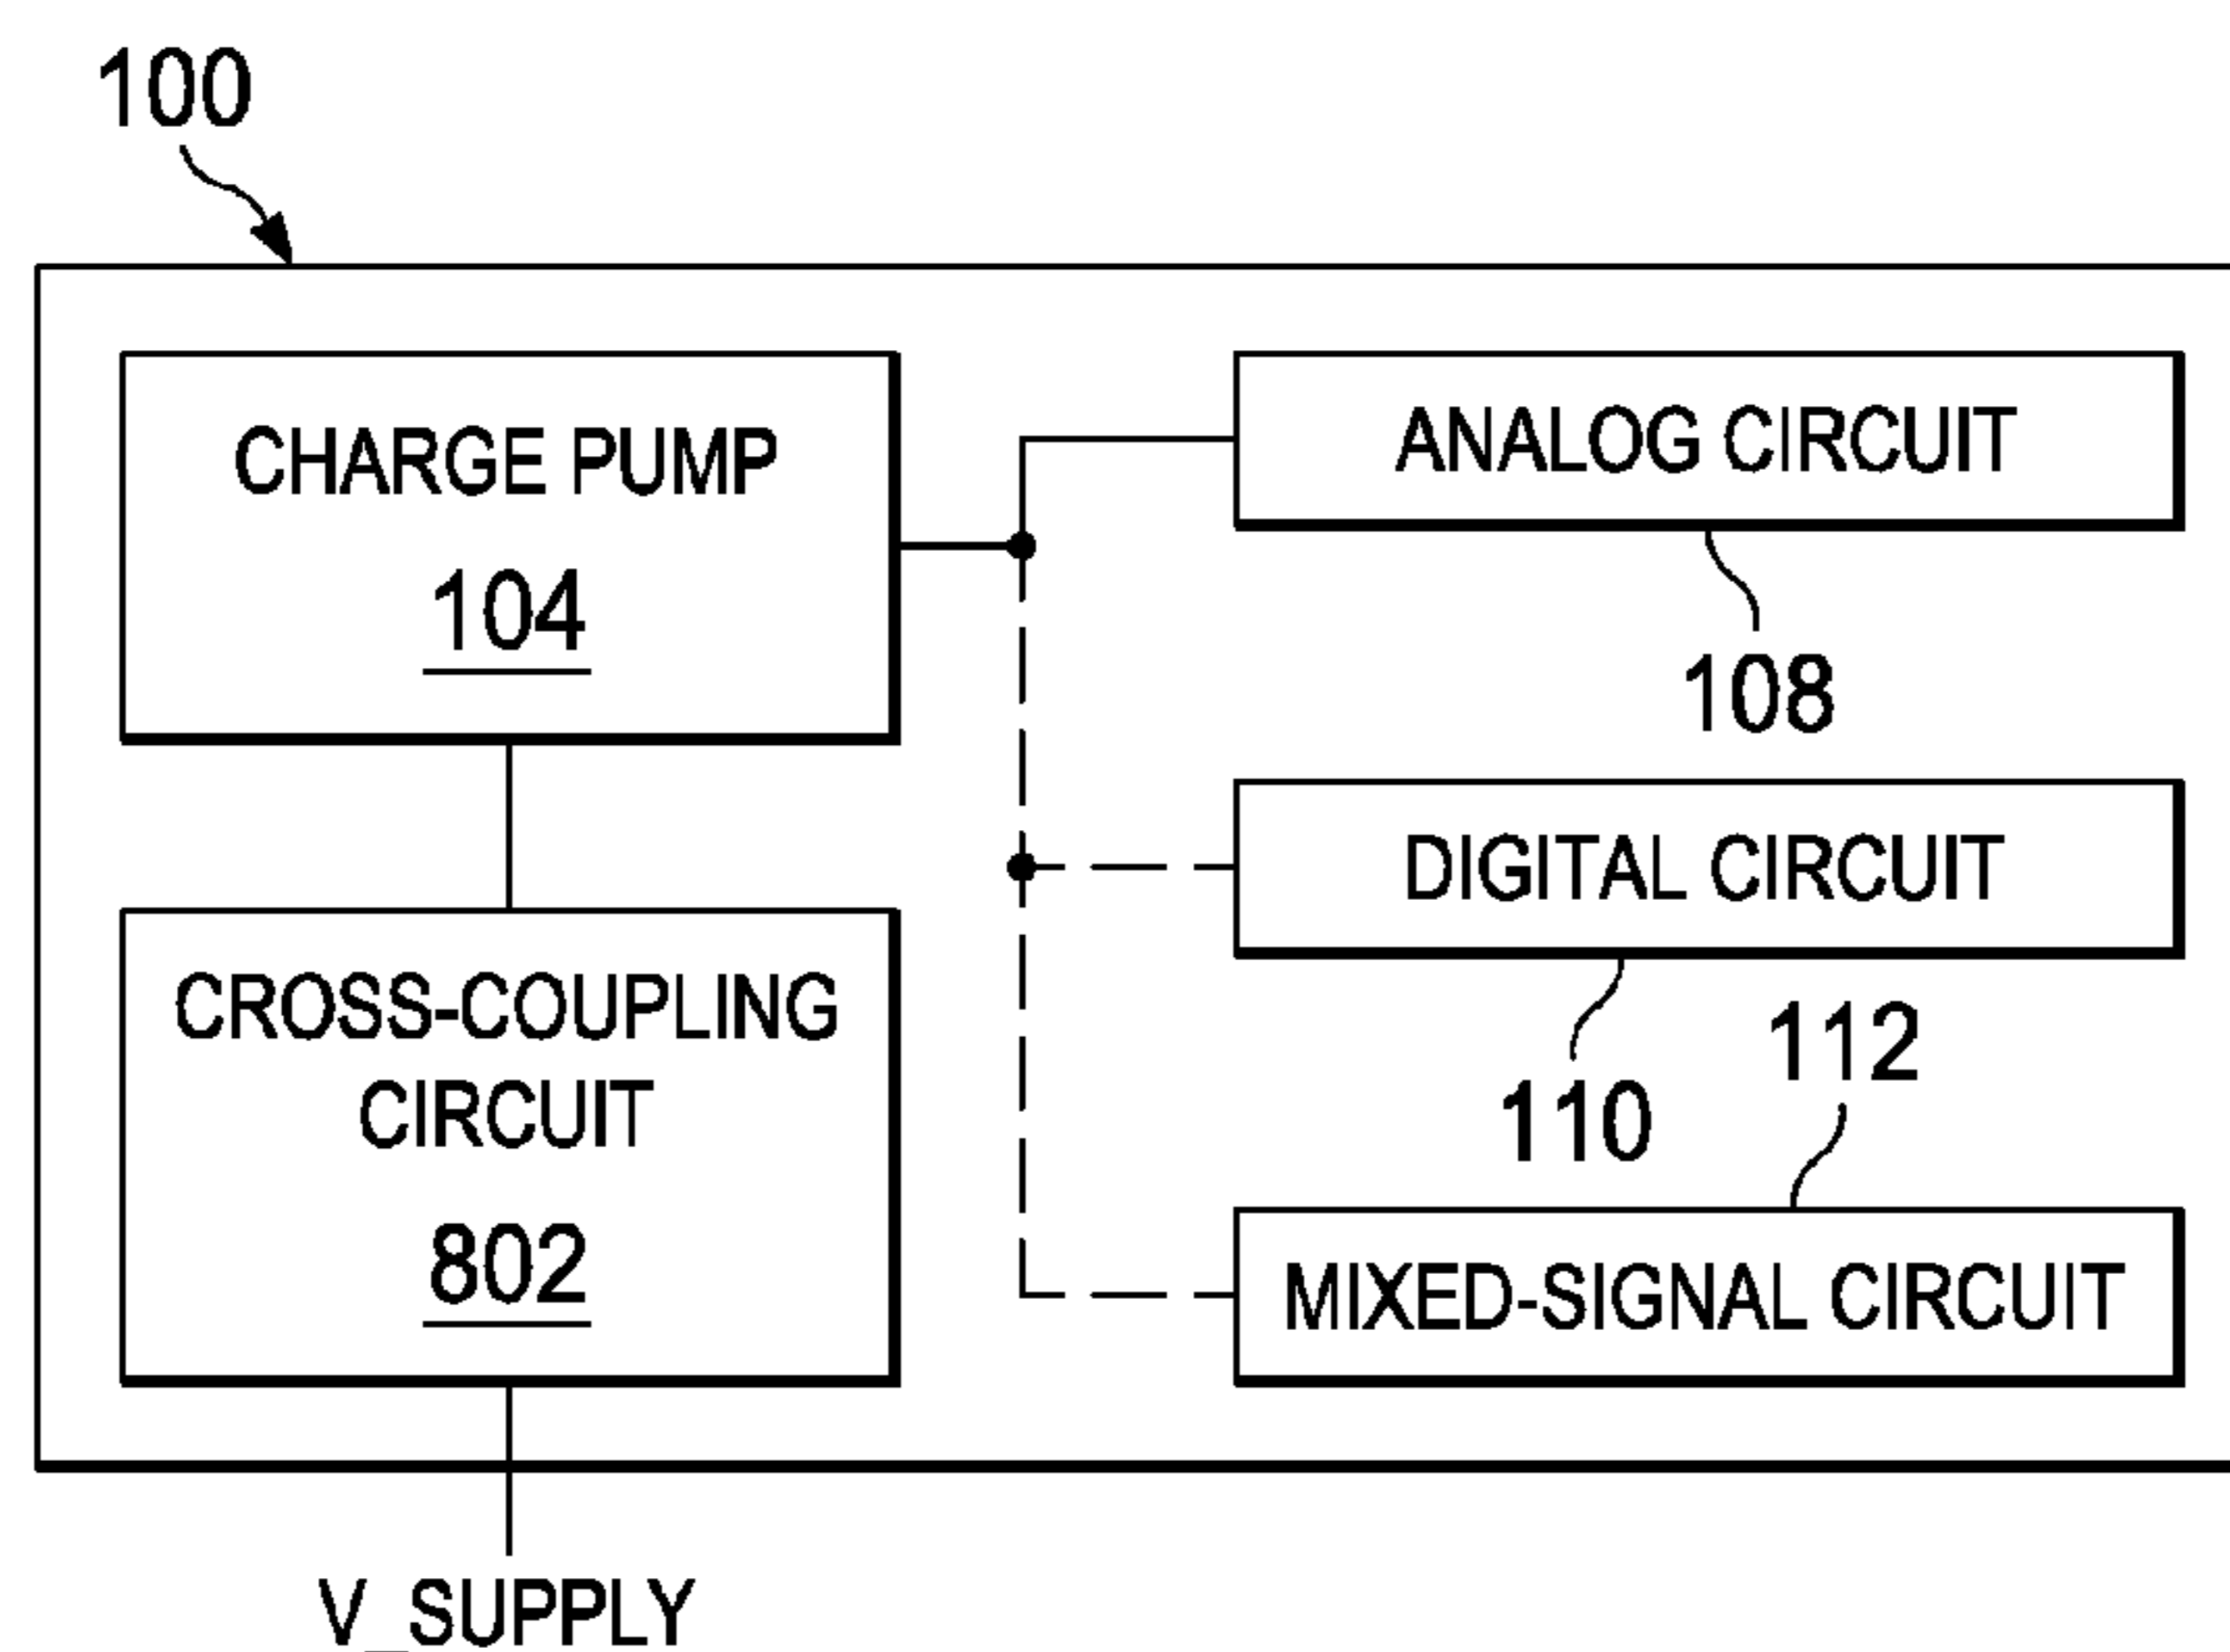 100
CHARGE PUMP
104
ANALOG CIRCUIT
108
CROSS-COUPLING
CIRCUIT
802
DIGITAL CIRCUIT
110
112
MIXED-SIGNAL CIRCUIT
V_SUPPLY